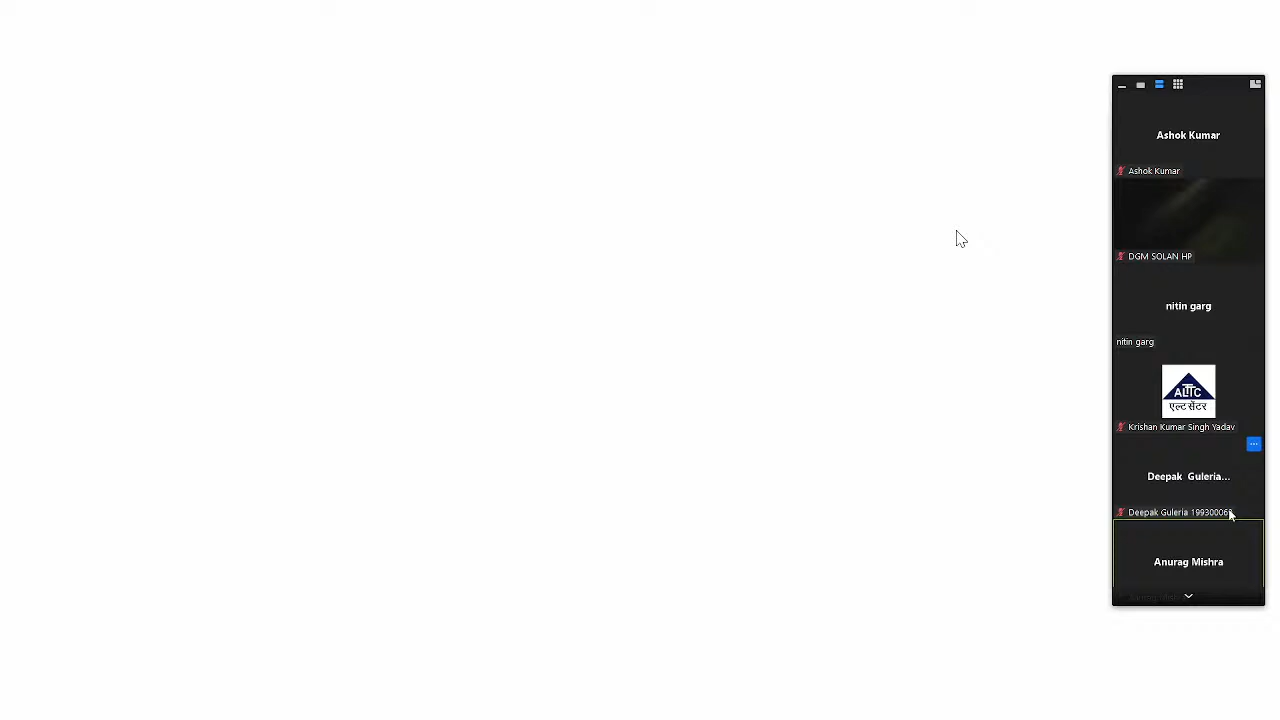 Ashok Kumar
Ashok Kumar
DGM SOLAN HP
nitin garg
nitin garg
ALTTC
एल्ट सेंटर
Krishan Kumar Singh Yadav
Deepak Guleria...
Deepak Guleria 19930006
Anurag Mishra